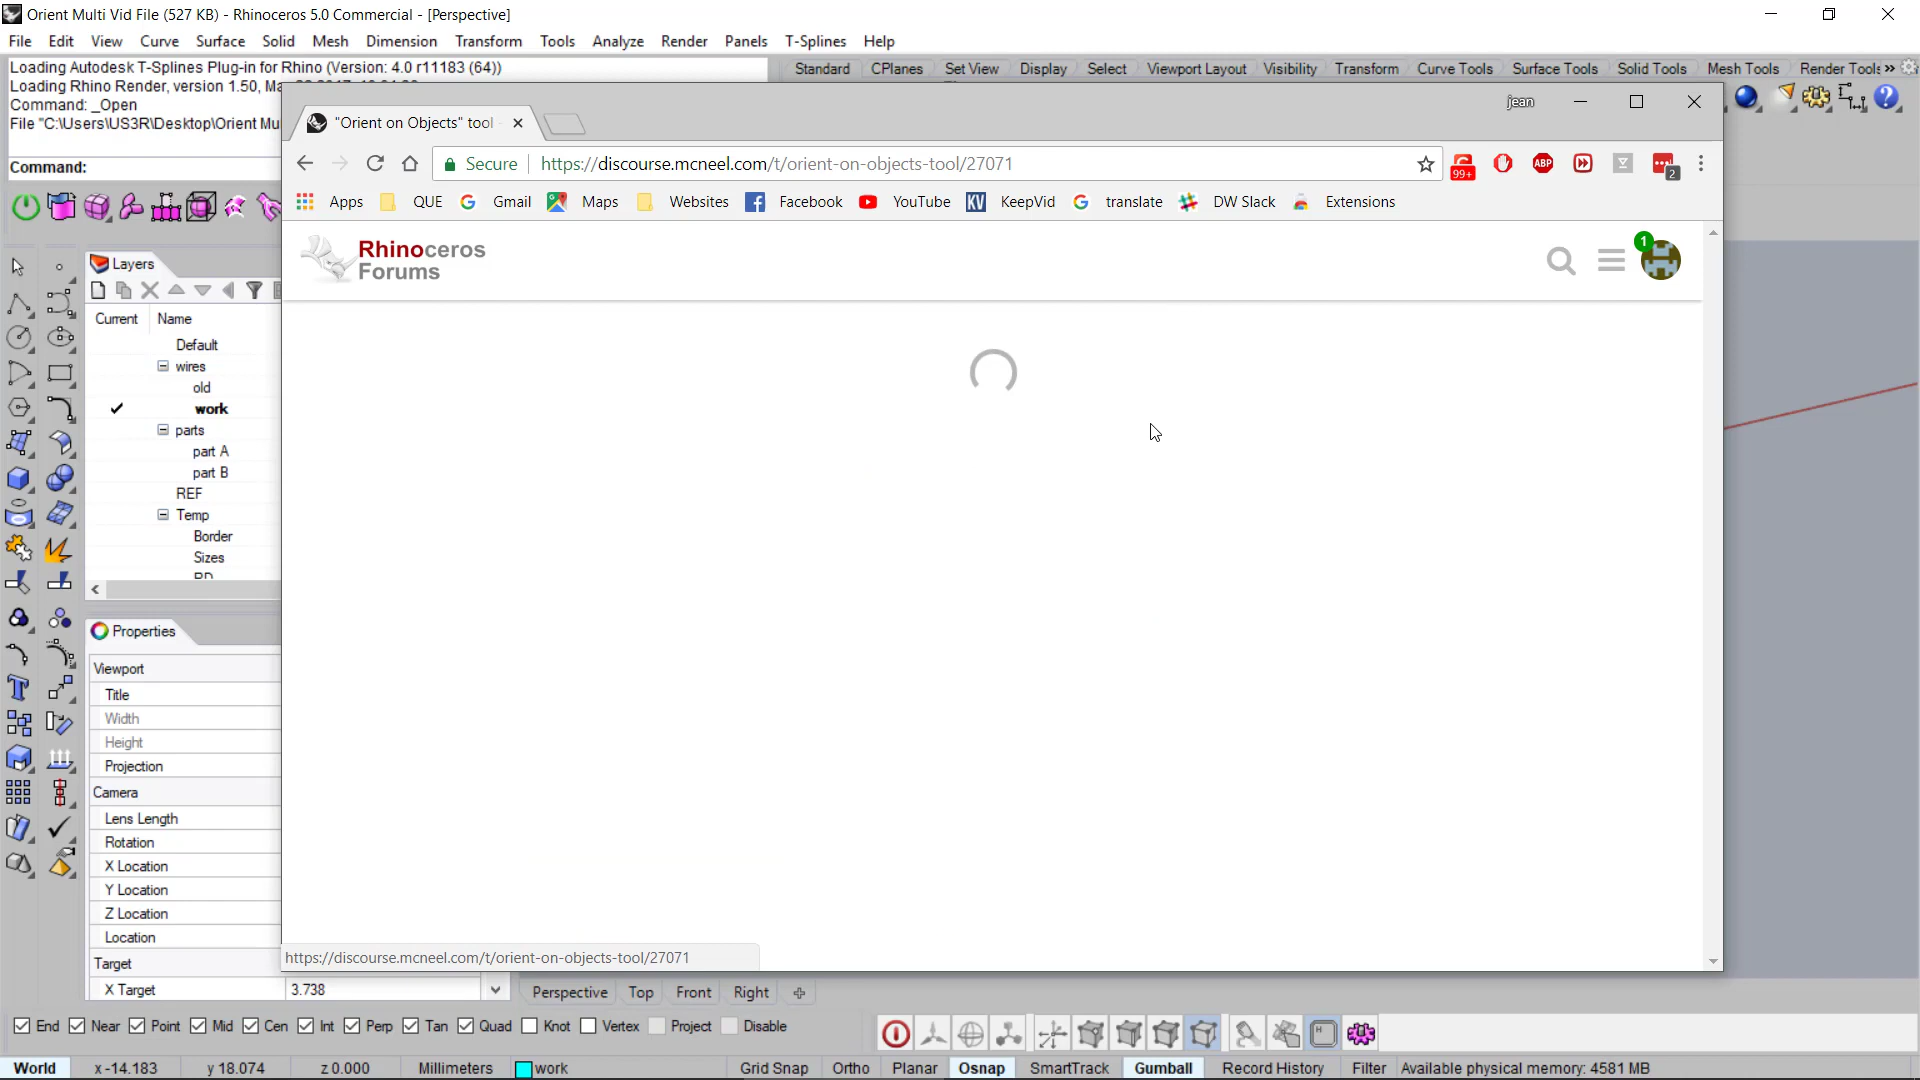 Orient Multi Vid File (527 KB) - Rhinoceros 5.0 Commercial - [Perspective]
File Edit View Curve Surface Solid Mesh Dimension Transform Tools Analyze Render Panels T-Splines Help
Loading Autodesk T-Splines Plug-in for Rhino (Version: 4.0 r11183 (64))
Loading Rhino Render, version 1.50,
Command: _Open
File "C:\Users\US3R\Desktop\Orient
Command:
Standard CPlanes Set View Display Select Viewport Layout Visibility Transform Curve Tools Surface Tools Solid Tools Mesh Tools Render Tools »
jean
"Orient on Objects" tool
Secure https://discourse.mcneel.com/t/orient-on-objects-tool/27071
99+ ABP 2
Apps QUE Gmail Maps Websites Facebook YouTube KV KeepVid translate DW Slack Extensions
Rhinoceros
Forums
1
Layers
Current Name
Default
wires
old
work
parts
part A
part B
REF
Temp
Border
Sizes
Properties
Viewport
Title
Width
Height
Projection
Camera
Lens Length
Rotation
X Location
Y Location
Z Location
Location
Target
X Target 3.738
https://discourse.mcneel.com/t/orient-on-objects-tool/27071
Perspective Top Front Right
End Near Point Mid Cen Int Perp Tan Quad Knot Vertex Project Disable
World x -14.183 y 18.074 z 0.000 Millimeters work Grid Snap Ortho Planar Osnap SmartTrack Gumball Record History Filter Available physical memory: 4581 MB